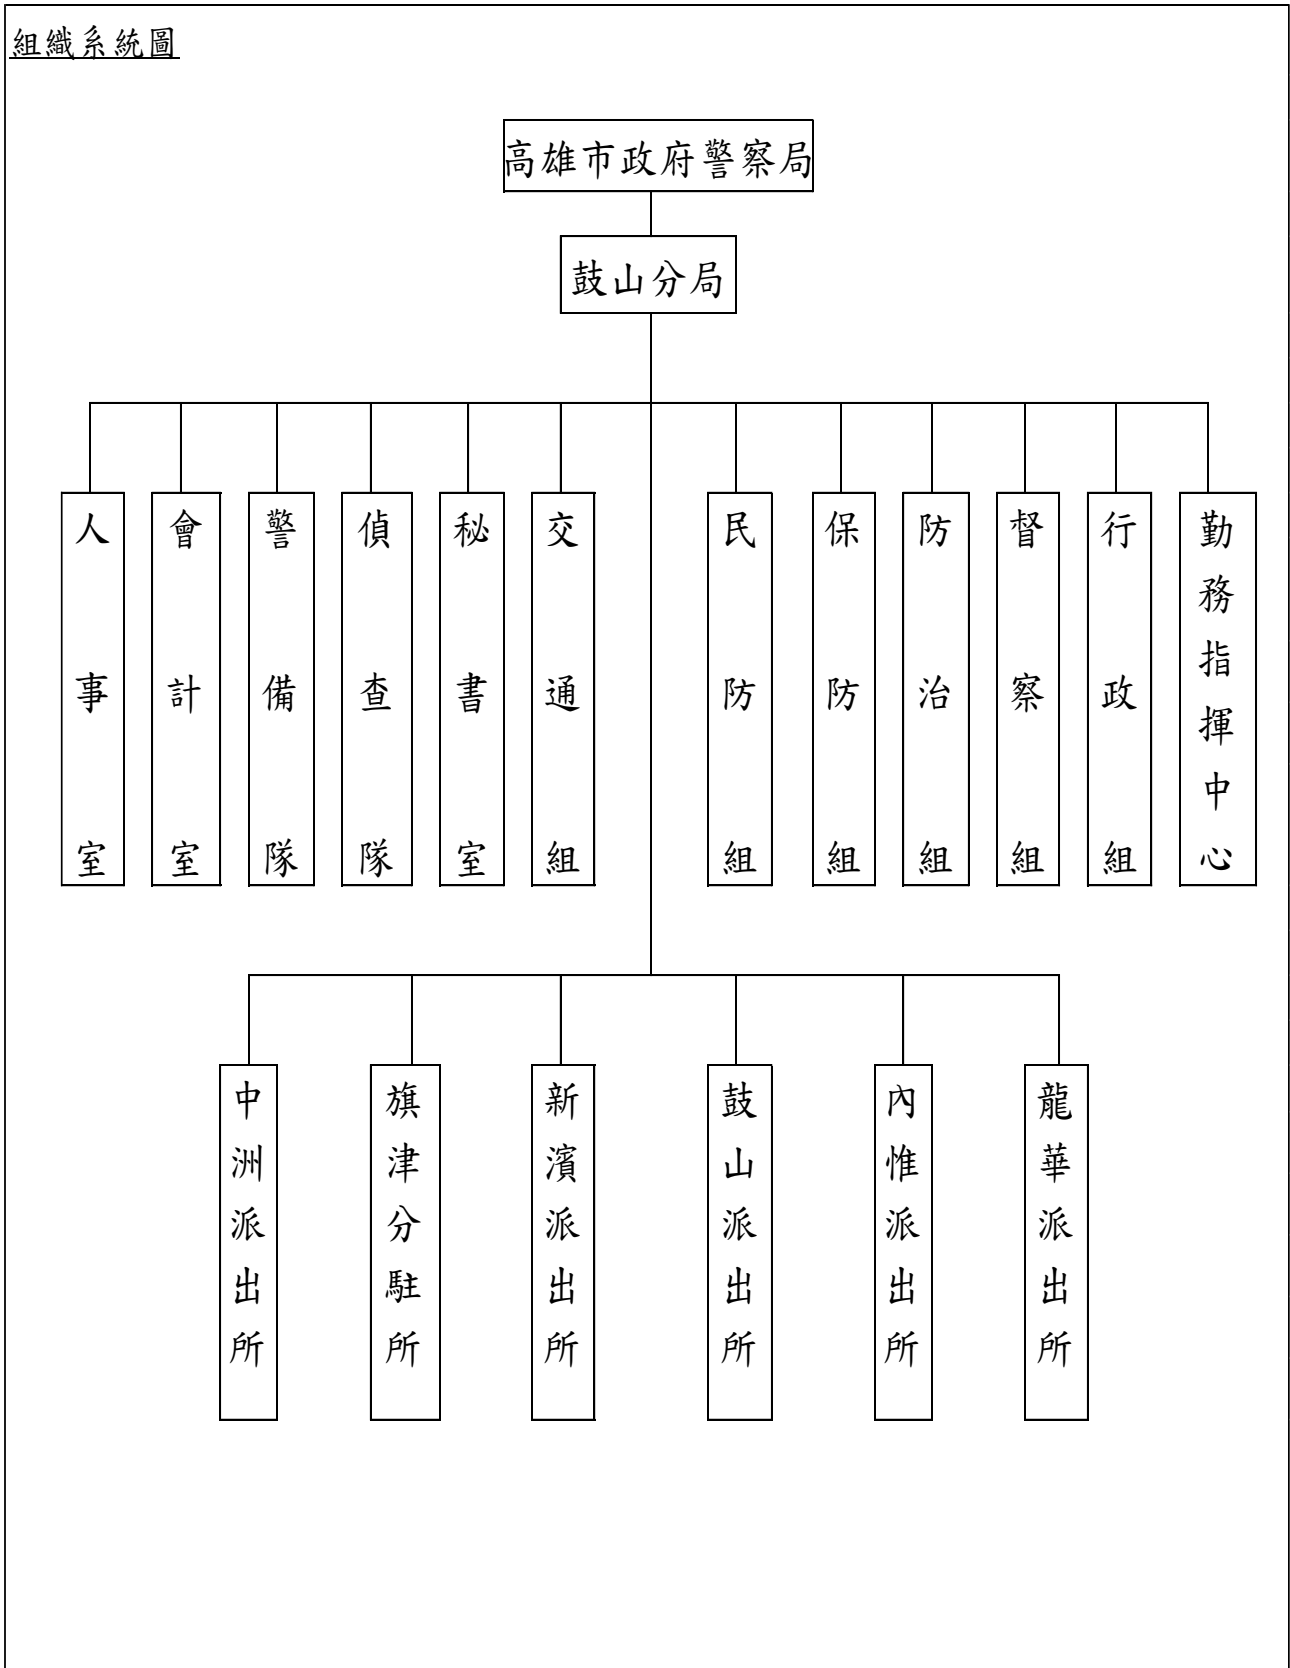 組織系統圖
高雄市政府警察局
鼓山分局
人事室
會計室
警備隊
偵查隊
秘書室
交通組
民防組
保防組
防治組
督察組
行政組
勤務指揮中心
中洲派出所
旗津分駐所
新濱派出所
鼓山派出所
內惟派出所
龍華派出所